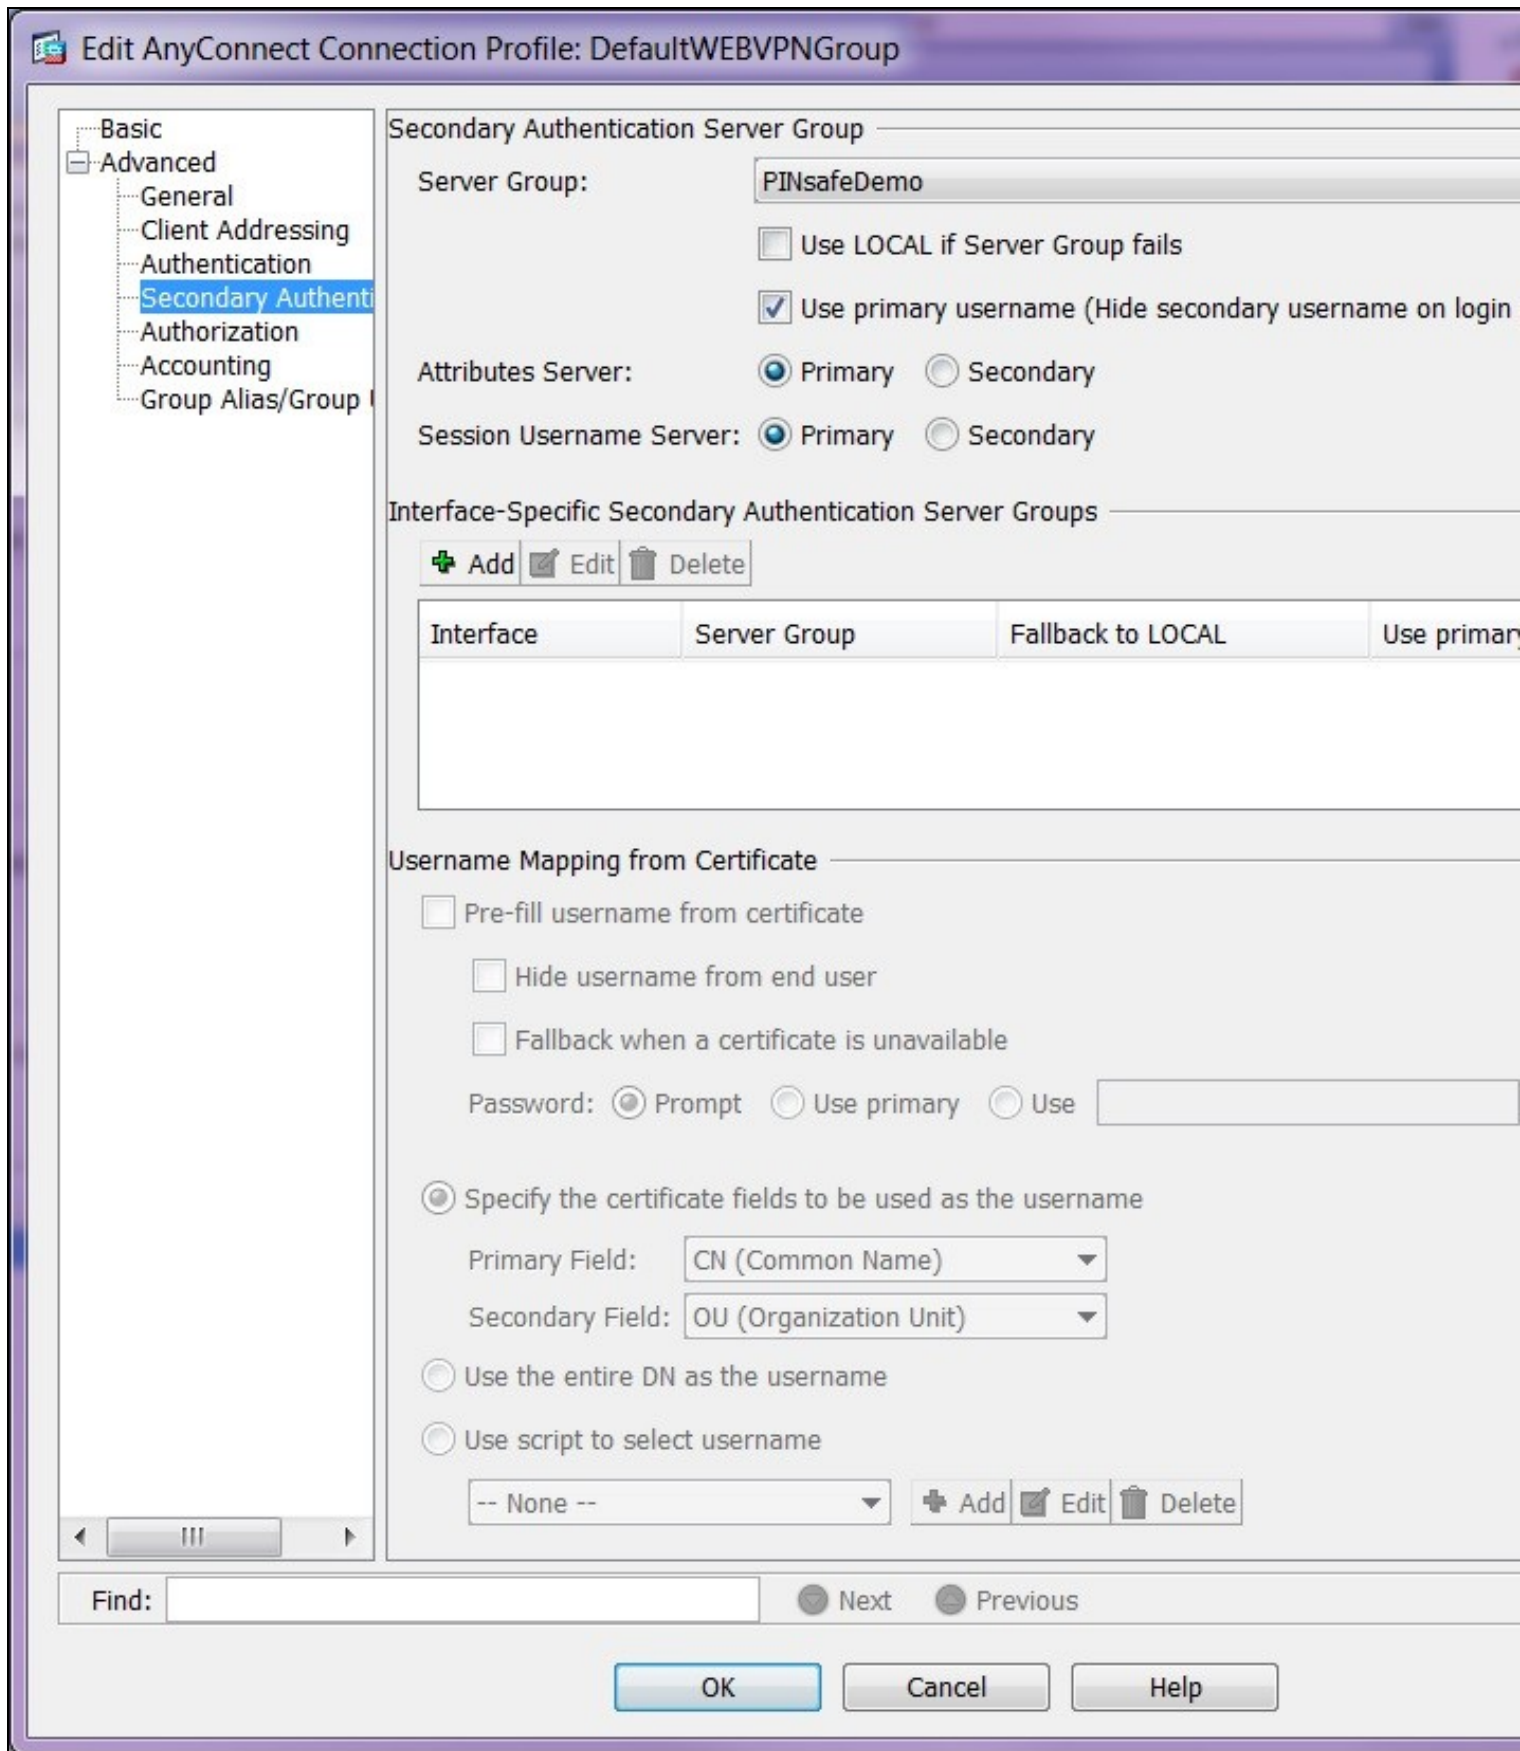 Edit AnyConnect Connection Profile: DefaultWEBVPNGroup
Basic
Advanced
General
Client Addressing
Authentication
Secondary Authenti
Authorization
Accounting
Group Alias/Group
Secondary Authentication Server Group
Server Group: PINsafeDemo
Use LOCAL if Server Group fails
Use primary username (Hide secondary username on login
Attributes Server: Primary Secondary
Session Username Server: Primary Secondary
Interface-Specific Secondary Authentication Server Groups
Add Edit Delete
Interface Server Group Fallback to LOCAL Use primary
Username Mapping from Certificate
Pre-fill username from certificate
Hide username from end user
Fallback when a certificate is unavailable
Password: Prompt Use primary Use
Specify the certificate fields to be used as the username
Primary Field: CN (Common Name)
Secondary Field: OU (Organization Unit)
Use the entire DN as the username
Use script to select username
-- None -- Add Edit Delete
Find: Next Previous
OK Cancel Help